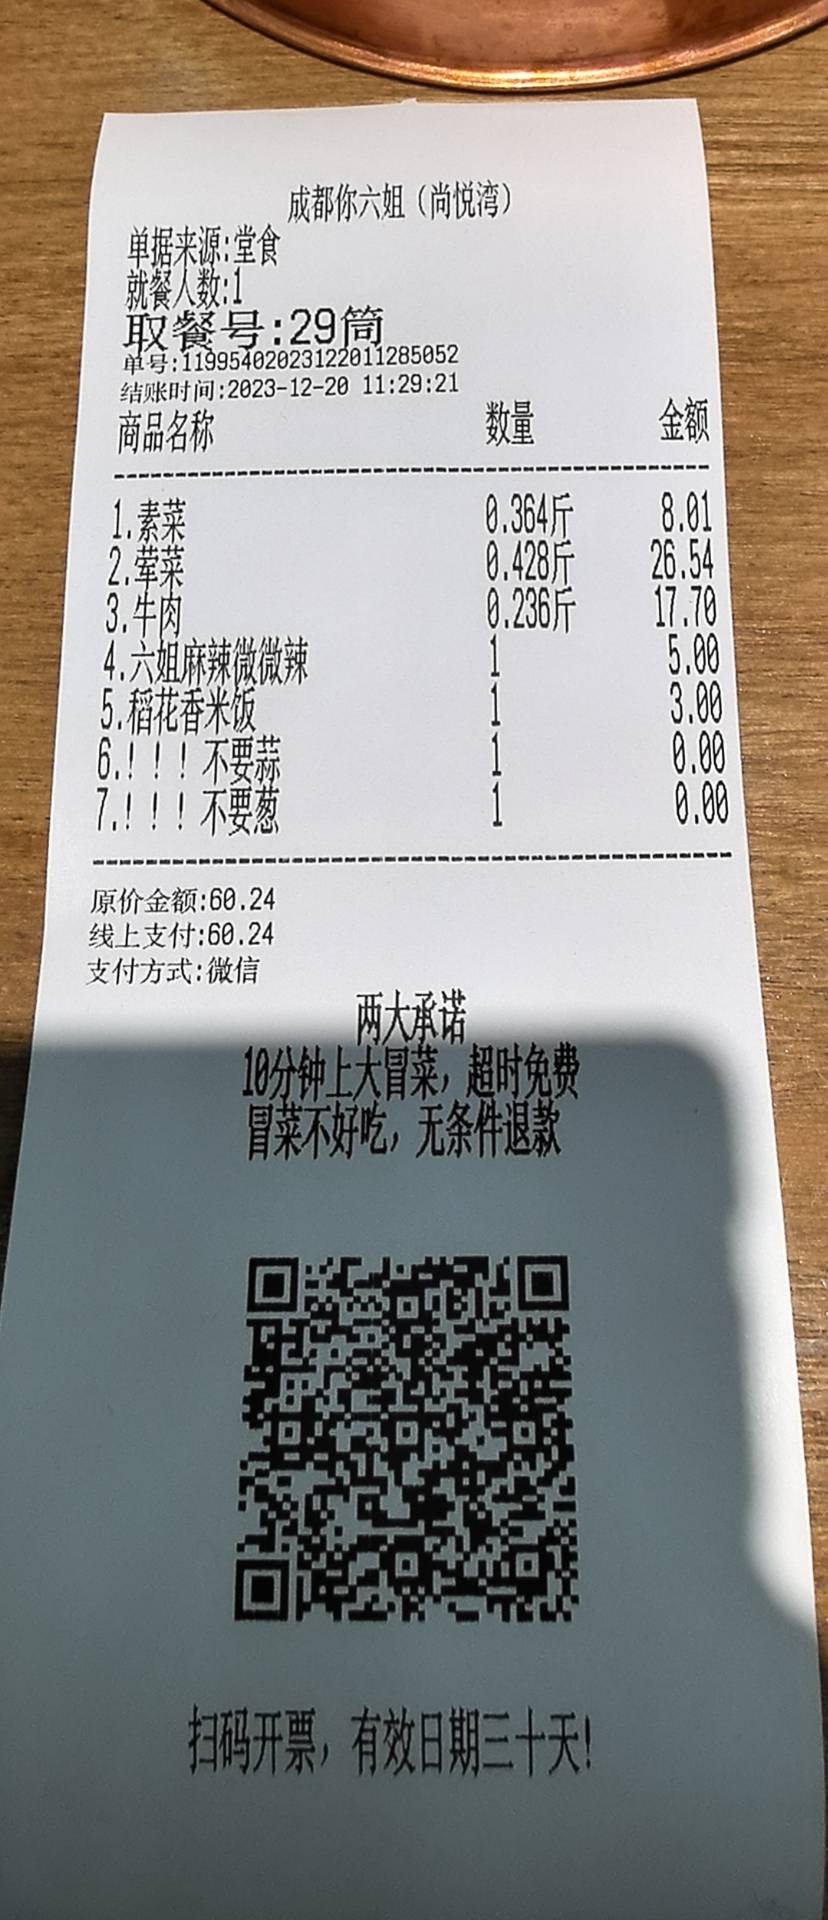 成都你六姐（尚悦湾）
单据来源:堂食
就餐人数:1
取餐号:29筒
单号:11995402023122011285052
结账时间:2023-12-20 11:29:21
商品名称 数量 金额
1.素菜 0.364斤 8.01
2.荤菜 0.428斤 26.54
3.牛肉 0.236斤 17.70
4.六姐麻辣微微辣 1 5.00
5.稻花香米饭 1 3.00
6.！！！不要蒜 1 0.00
7.！！！不要葱 1 0.00
原价金额:60.24
线上支付:60.24
支付方式:微信
两大承诺
10分钟上大冒菜，超时免费
冒菜不好吃，无条件退款
扫码开票，有效日期三十天!